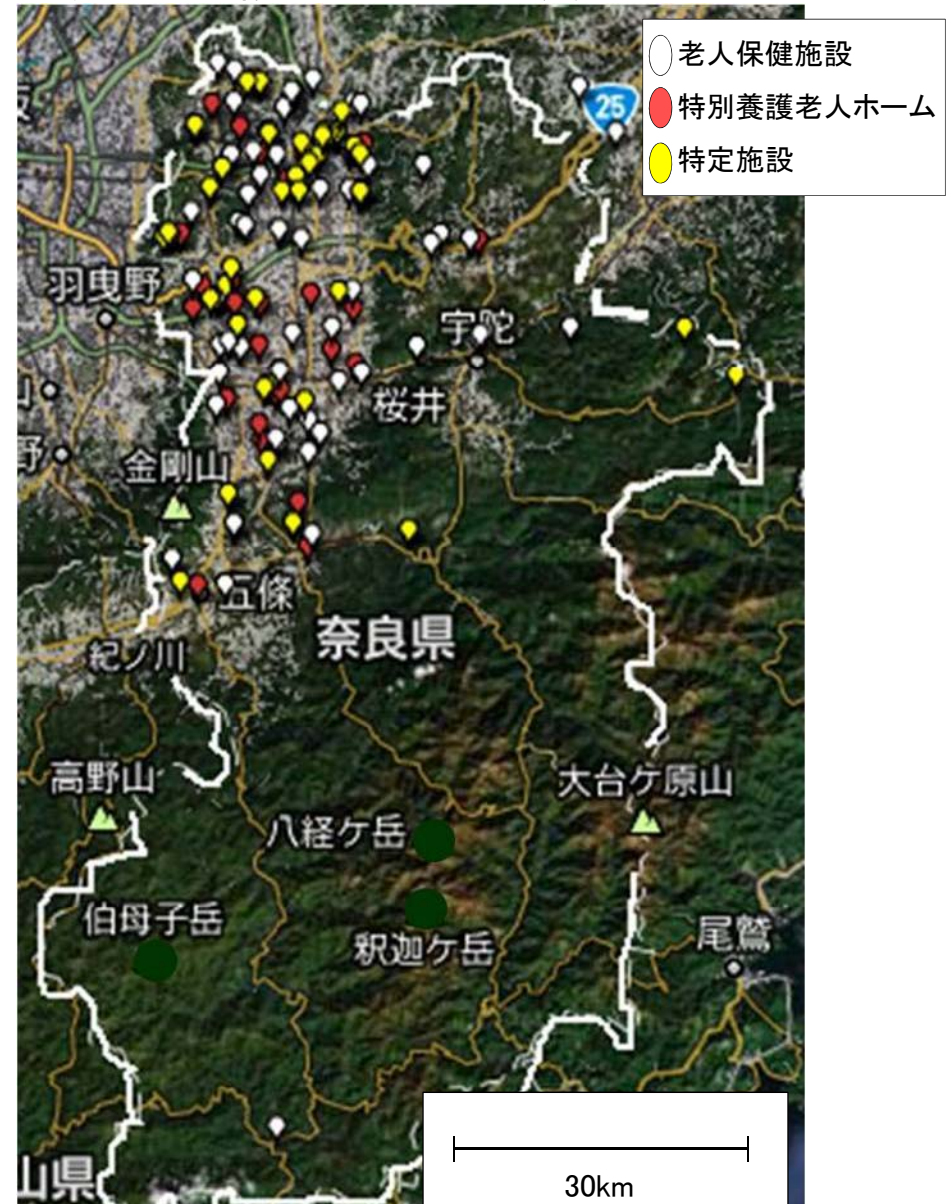 老人保健施設
25
特別養護老人ホーム
特定施設
羽曳野
宇陀
桜井
野
金剛山
五條
奈良県
紀ノ川
高野山
大台ケ原山
八経ケ岳
伯母子岳
釈迦ケ岳
尾鷲
山県
30km